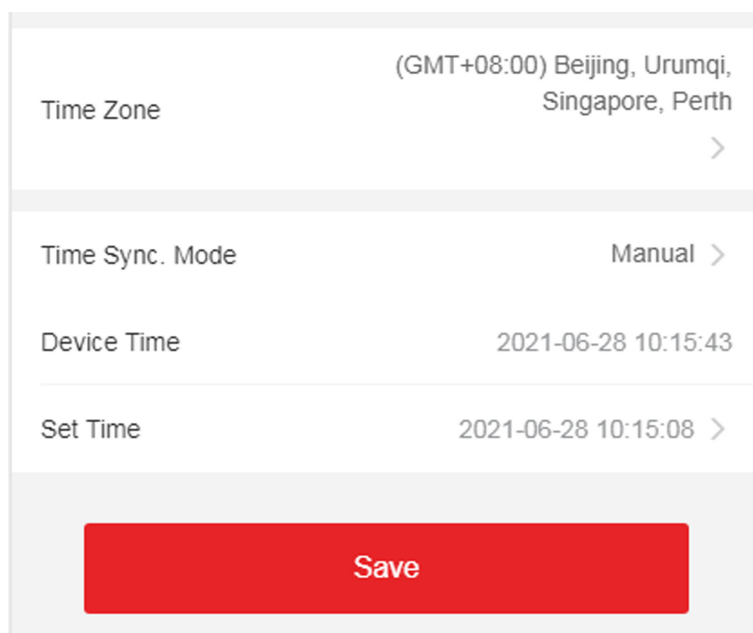 (GMT+08:00) Beijing, Urumqi,
Time Zone
Singapore, Perth
Time Sync. Mode
Manual
Device Time
2021-06-28 10:15:43
Set Time
2021-06-28 10:15:08
Save